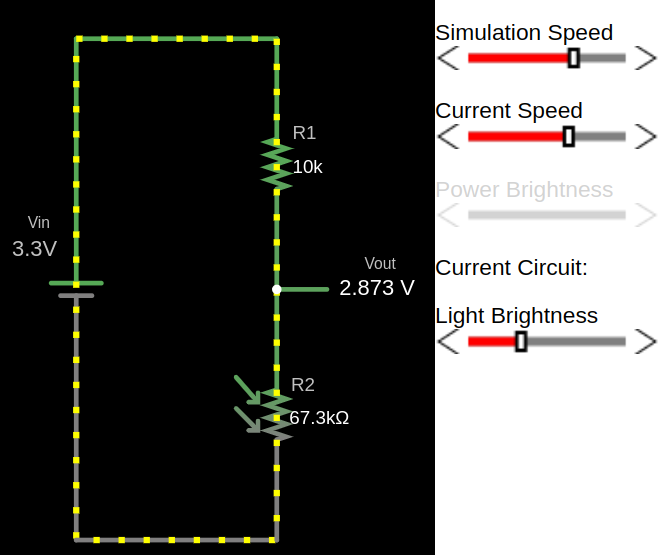 R1
10k
Vin
3.3V
Vout
2.873 V
R2
67.3kΩ
Simulation Speed
Current Speed
Power Brightness
Current Circuit:
Light Brightness